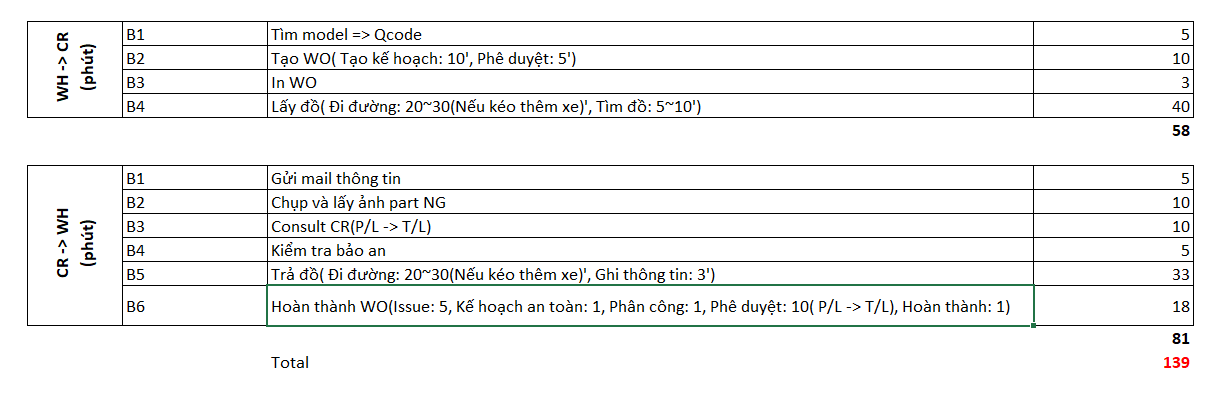 WH -> CR
(phút)
B1 Tìm model => Qcode 5
B2 Tạo WO( Tạo kế hoạch: 10', Phê duyệt: 5') 10
B3 In WO 3
B4 Lấy đồ( Đi đường: 20~30(Nếu kéo thêm xe)', Tìm đồ: 5~10') 40
58
CR -> WH
(phút)
B1 Gửi mail thông tin 5
B2 Chụp và lấy ảnh part NG 10
B3 Consult CR(P/L -> T/L) 10
B4 Kiểm tra bảo an 5
B5 Trả đồ( Đi đường: 20~30(Nếu kéo thêm xe)', Ghi thông tin: 3') 33
B6 Hoàn thành WO(Issue: 5, Kế hoạch an toàn: 1, Phân công: 1, Phê duyệt: 10( P/L -> T/L), Hoàn thành: 1) 18
81
Total 139